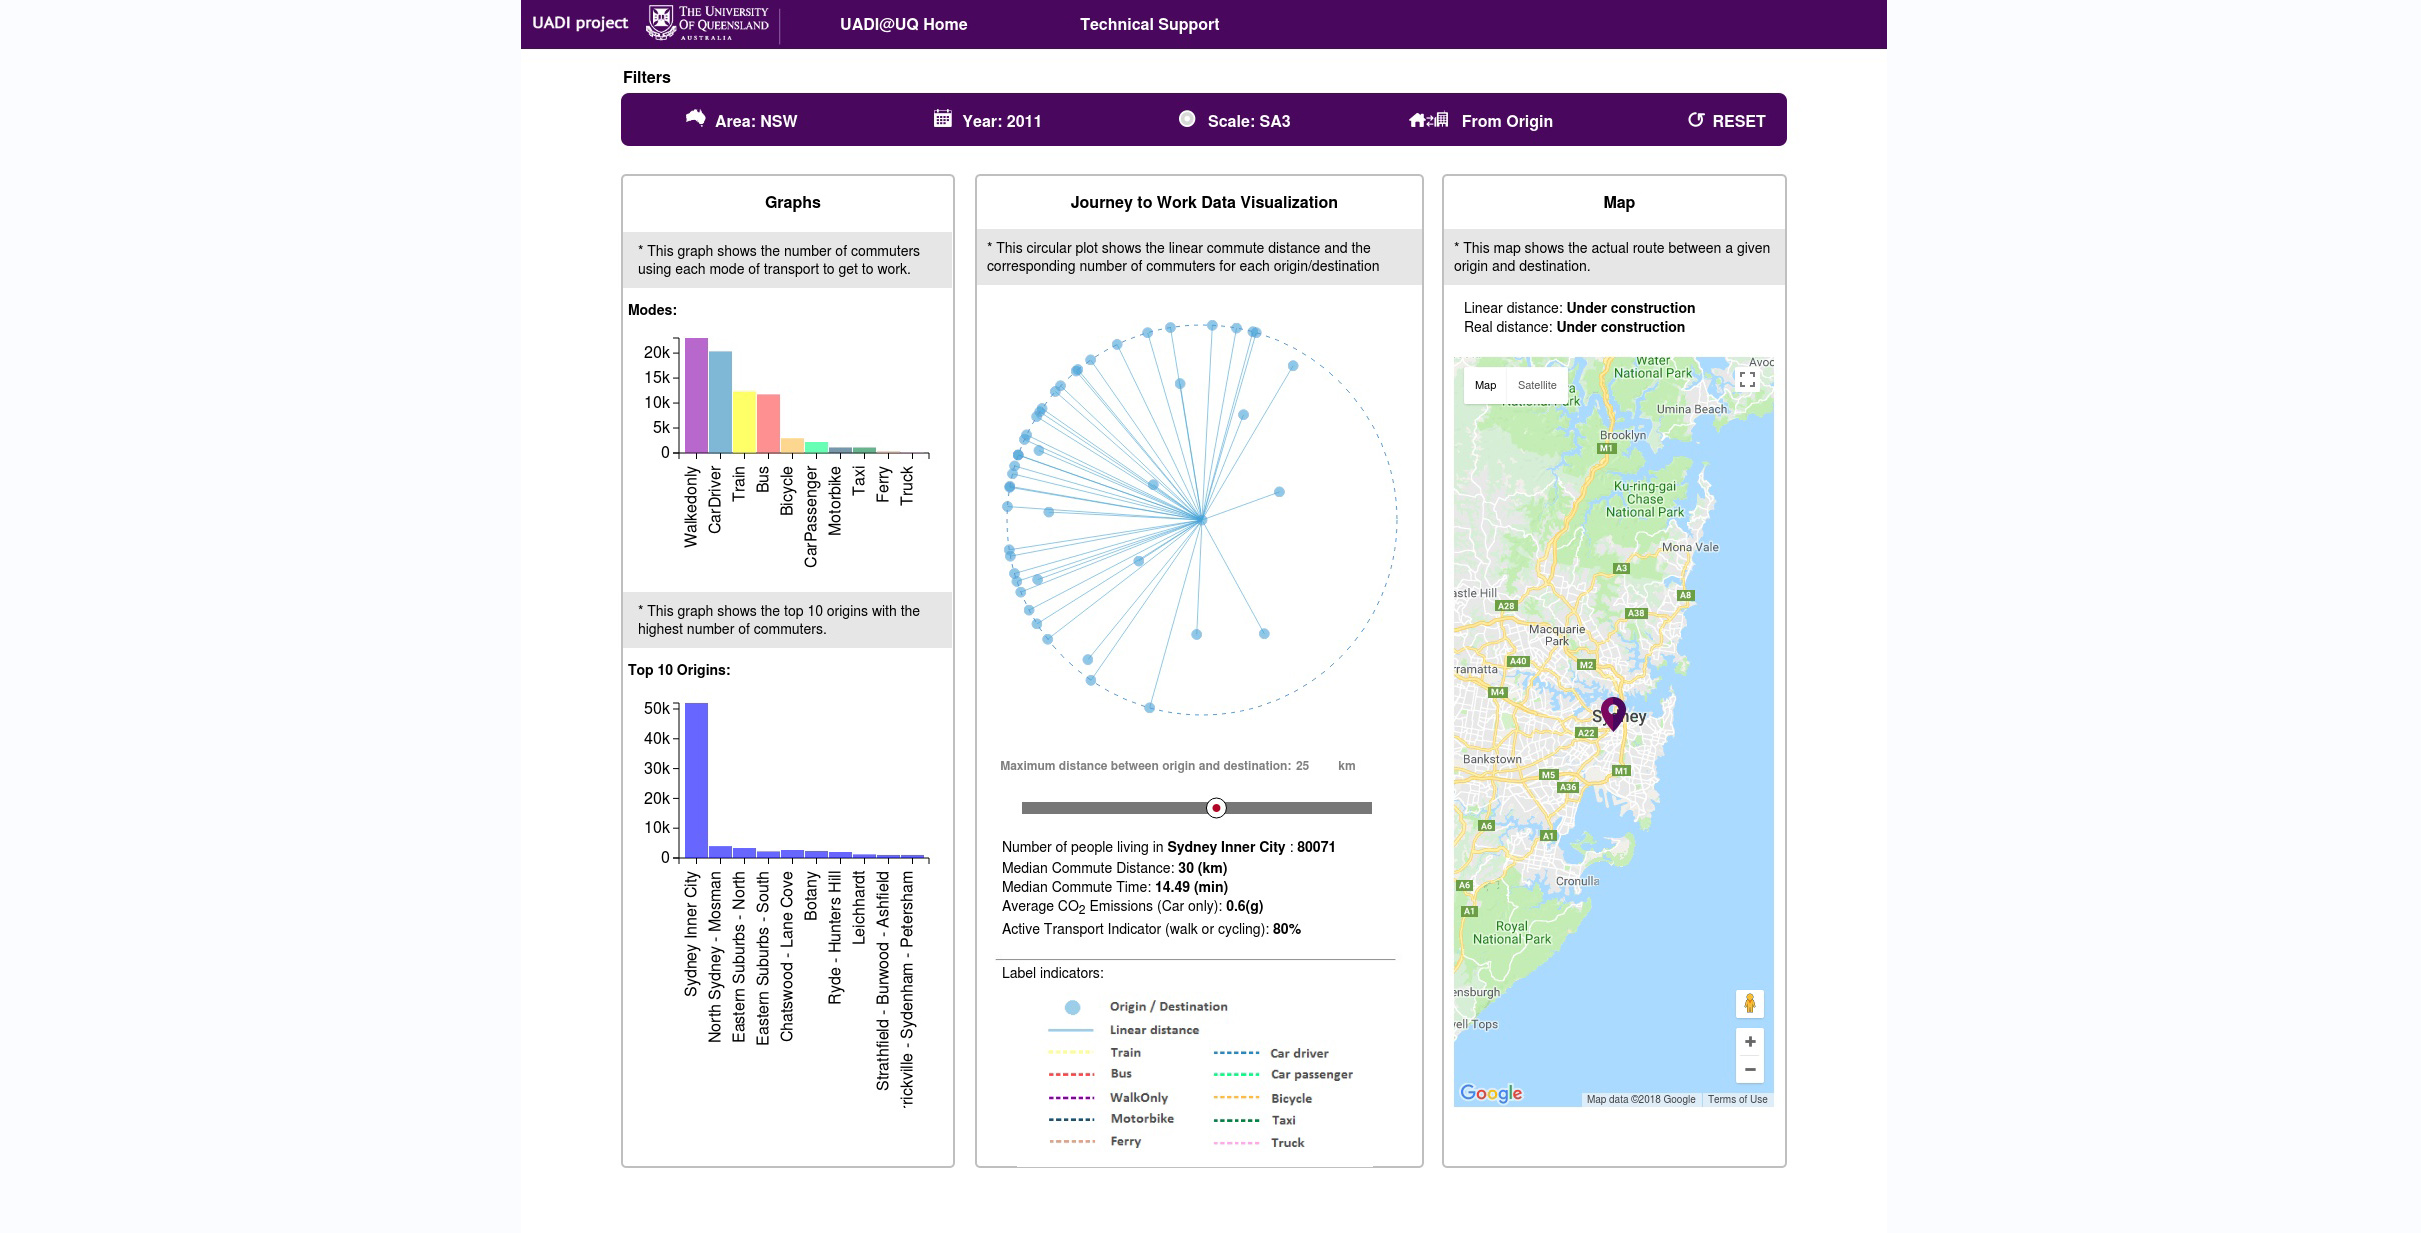 UADI project
THE UNIVERSITY
OF QUEENSLAND
AUSTRALIA
UADI@UQ Home
Technical Support
Filters
Area: NSW
Year: 2011
Scale: SA3
From Origin
RESET
Graphs
* This graph shows the number of commuters
using each mode of transport to get to work.
Modes:
20k
15k
10k
5k
0
Walkedonly
CarDriver
Train
Bus
Bicycle
CarPassenger
Motorbike
Taxi
Ferry
Truck
* This graph shows the top 10 origins with the
highest number of commuters.
Top 10 Origins:
50k
40k
30k
20k
10k
0
Sydney Inner City
North Sydney - Mosman
Eastern Suburbs - North
Eastern Suburbs - South
Chatswood - Lane Cove
Botany
Ryde - Hunters Hill
Leichhardt
Strathfield - Burwood - Ashfield
rickville - Sydenham - Petersham
Journey to Work Data Visualization
* This circular plot shows the linear commute distance and the
corresponding number of commuters for each origin/destination
Maximum distance between origin and destination: 25 km
Number of people living in Sydney Inner City : 80071
Median Commute Distance: 30 (km)
Median Commute Time: 14.49 (min)
Average CO2 Emissions (Car only): 0.6(g)
Active Transport Indicator (walk or cycling): 80%
Label indicators:
Origin / Destination
Linear distance
Train
Car driver
Bus
Car passenger
WalkOnly
Bicycle
Motorbike
Taxi
Ferry
Truck
Map
* This map shows the actual route between a given
origin and destination.
Linear distance: Under construction
Real distance: Under construction
Map
Satellite
Water
National Park
Avoc
National Park
Umina Beach
Brooklyn
M1
Ku-ring-gai
Chase
National Park
Mona Vale
A3
astle Hill
A28
A8
A38
Macquarie
Park
rramatta
A40
M2
M4
Sydney
A22
Bankstown
M5
M1
A36
A6
A1
Cronulla
A6
A1
Royal
National Park
ensburgh
vell Tops
Google
Map data ©2018 Google
Terms of Use